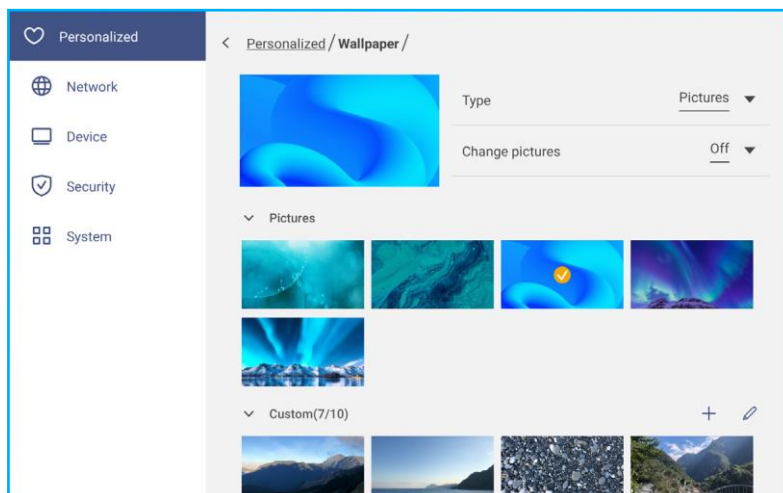 Personalized
Network
Device
Security
System
Personalized/Wallpaper/
Type Pictures
Change pictures Off
Pictures
Custom(7/10)